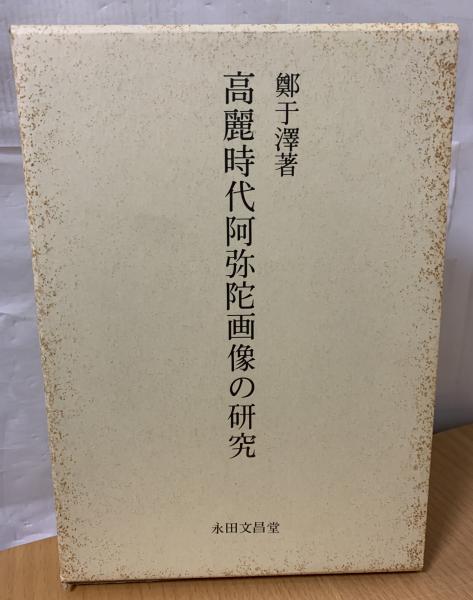 鄭于澤著
高麗時代阿弥陀画像の研究
永田文昌堂